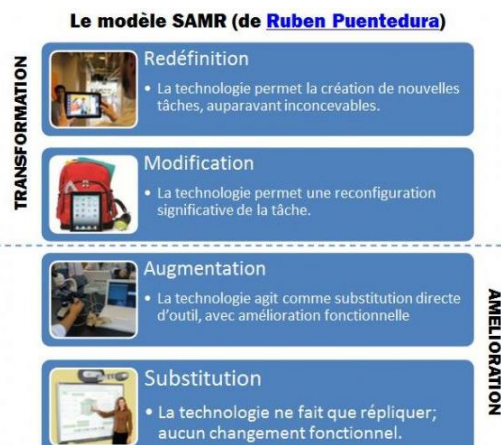 Le modèle SAMR (de Ruben Puentedura)
TRANSFORMATION
Redéfinition
• La technologie permet la création de nouvelles
tâches, auparavant inconcevables.
Modification
• La technologie permet une reconfiguration
significative de la tâche.
AMELIORATION
Augmentation
• La technologie agit comme substitution directe
d'outil, avec amélioration fonctionnelle
Substitution
• La technologie ne fait que répliquer;
aucun changement fonctionnel.